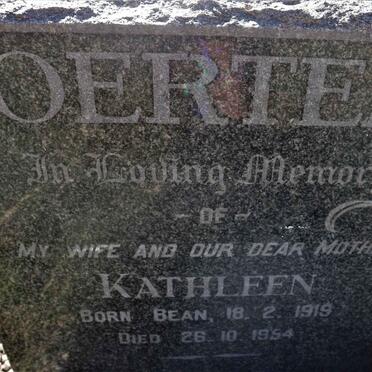 OERTE
In Loving Memor
- OF -
MY WIFE AND OUR DEAR MOTH
KATHLEEN
BORN BEAN, 18. 2. 1919
DIED 26. 10. 1954